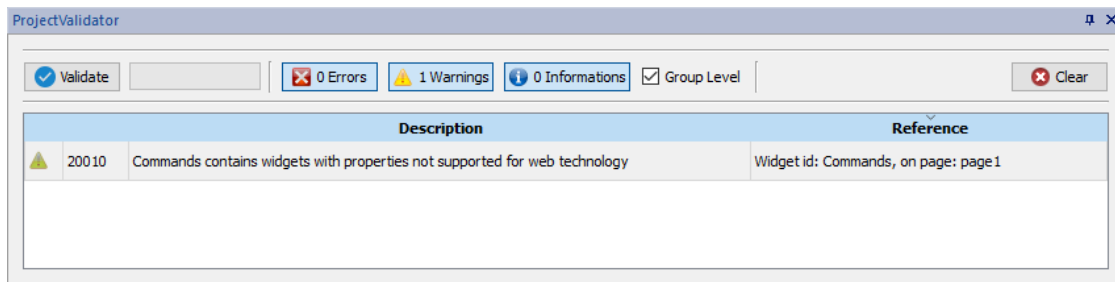 ProjectValidator
Validate 0 Errors 1 Warnings 0 Informations Group Level Clear
Description Reference
20010 Commands contains widgets with properties not supported for web technology Widget id: Commands, on page: page1